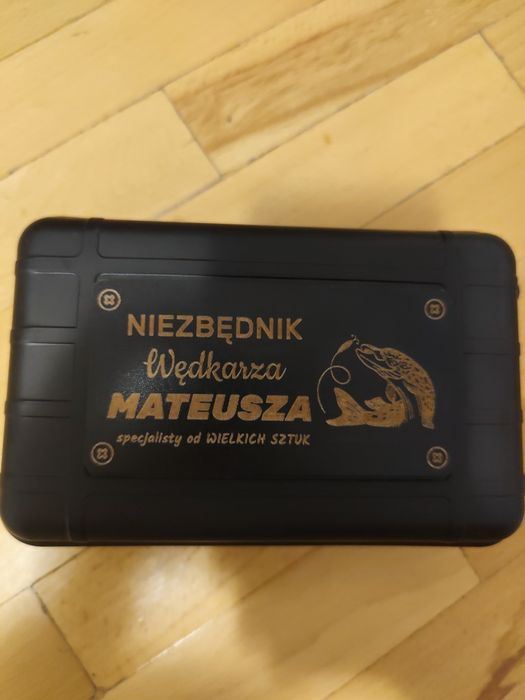 NIEZBĘDNIK
Wędkarza
MATEUSZA
specjalisty od WIELKICH SZTUK